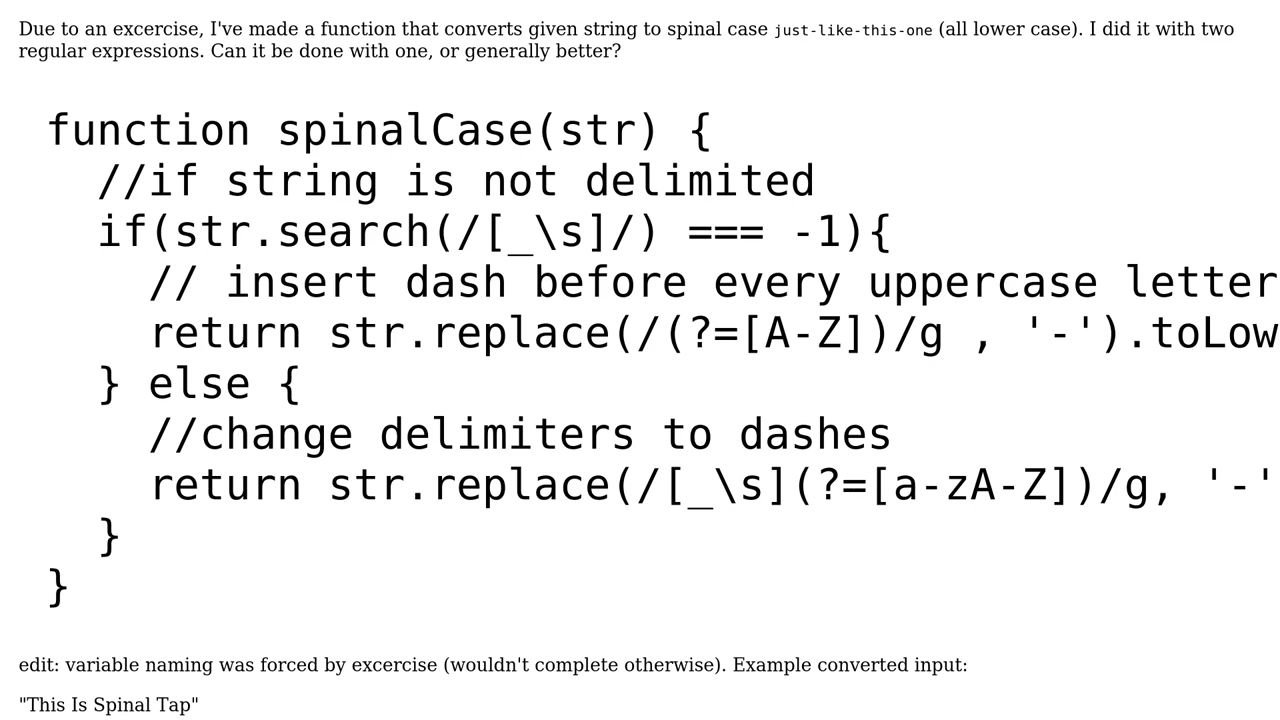 Due to an excercise, I've made a function that converts given string to spinal case just-like-this-one (all lower case). I did it with two
regular expressions. Can it be done with one, or generally better?
function spinalCase(str) {
//if string is not delimited
if(str.search(/[_\s]/) === -1){
// insert dash before every uppercase letter
return str.replace(/(?=[A-Z])/g , '-').toLow
} else {
//change delimiters to dashes
return str.replace(/[_\s](?=[a-zA-Z])/g, '-'
}
}
edit: variable naming was forced by excercise (wouldn't complete otherwise). Example converted input:
"This Is Spinal Tap"